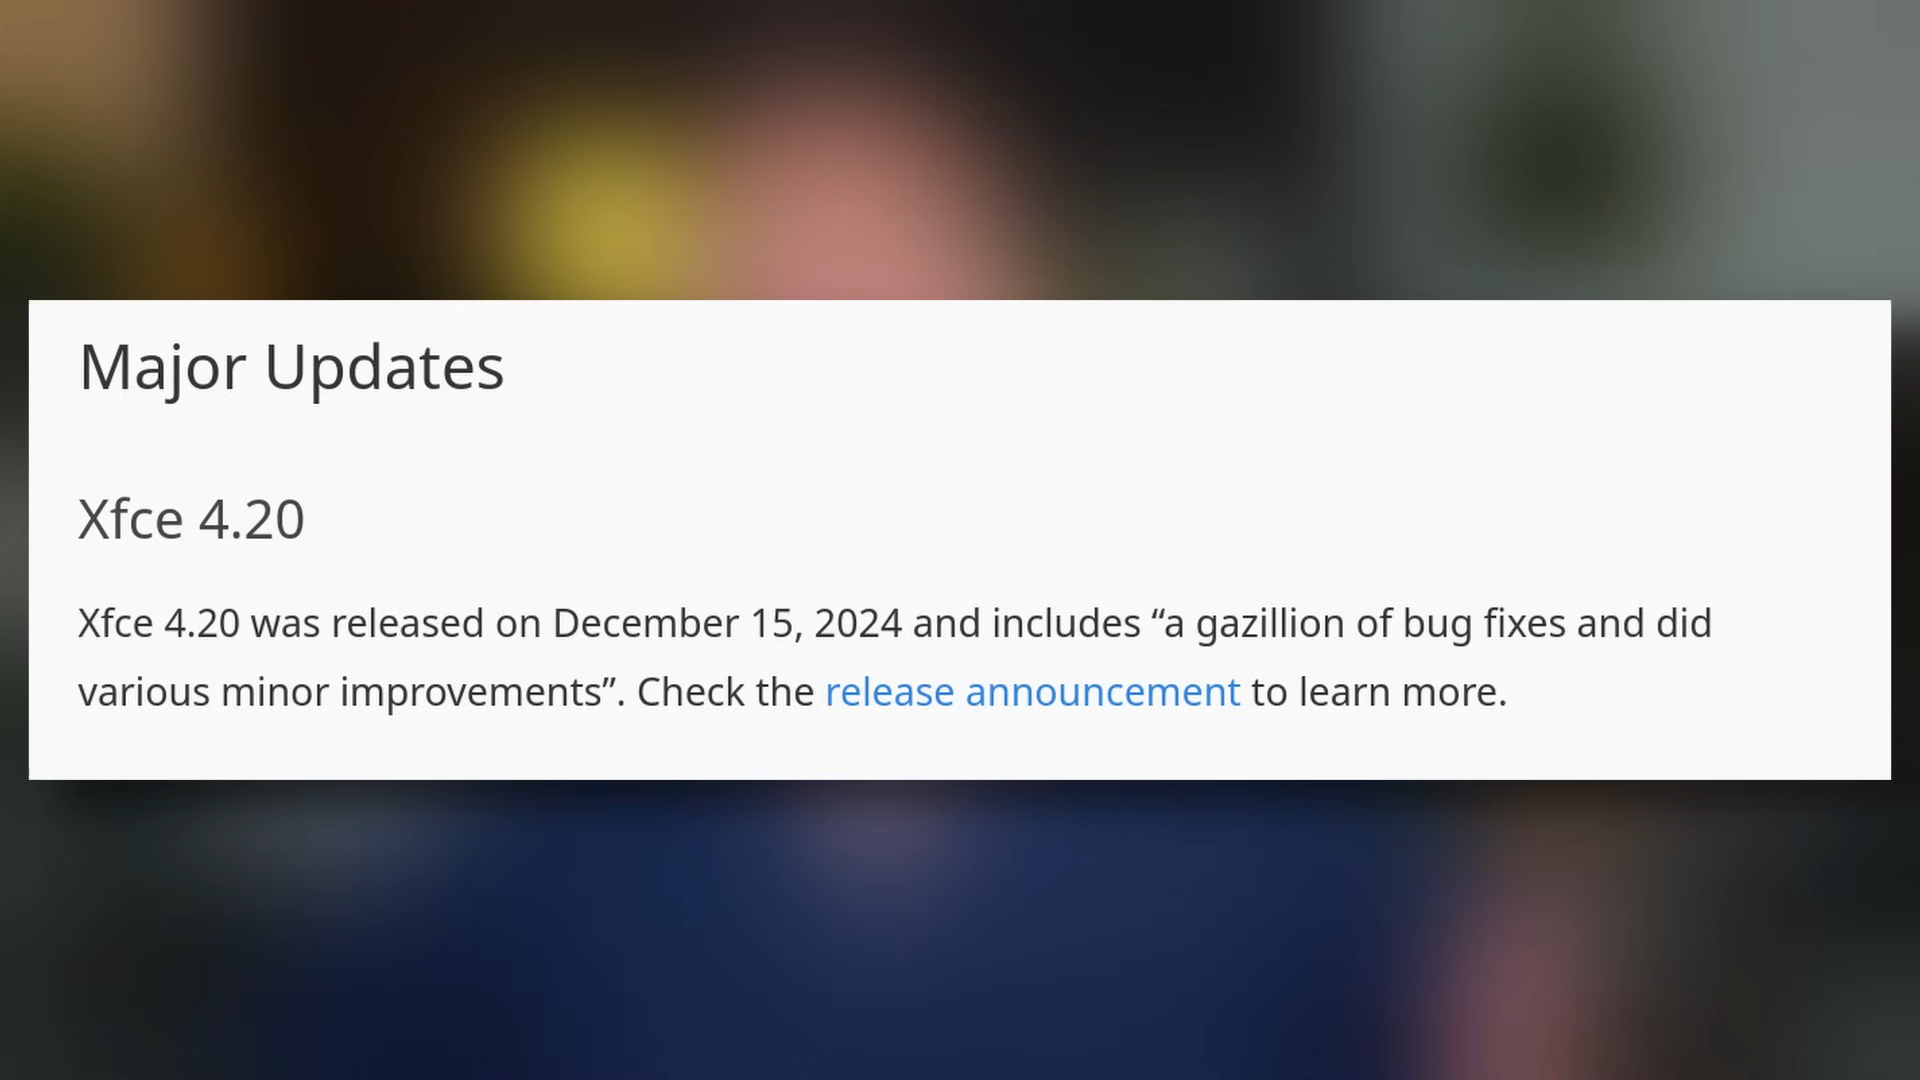 Major Updates
Xfce 4.20
Xfce 4.20 was released on December 15, 2024 and includes “a gazillion of bug fixes and did
various minor improvements”. Check the release announcement to learn more.